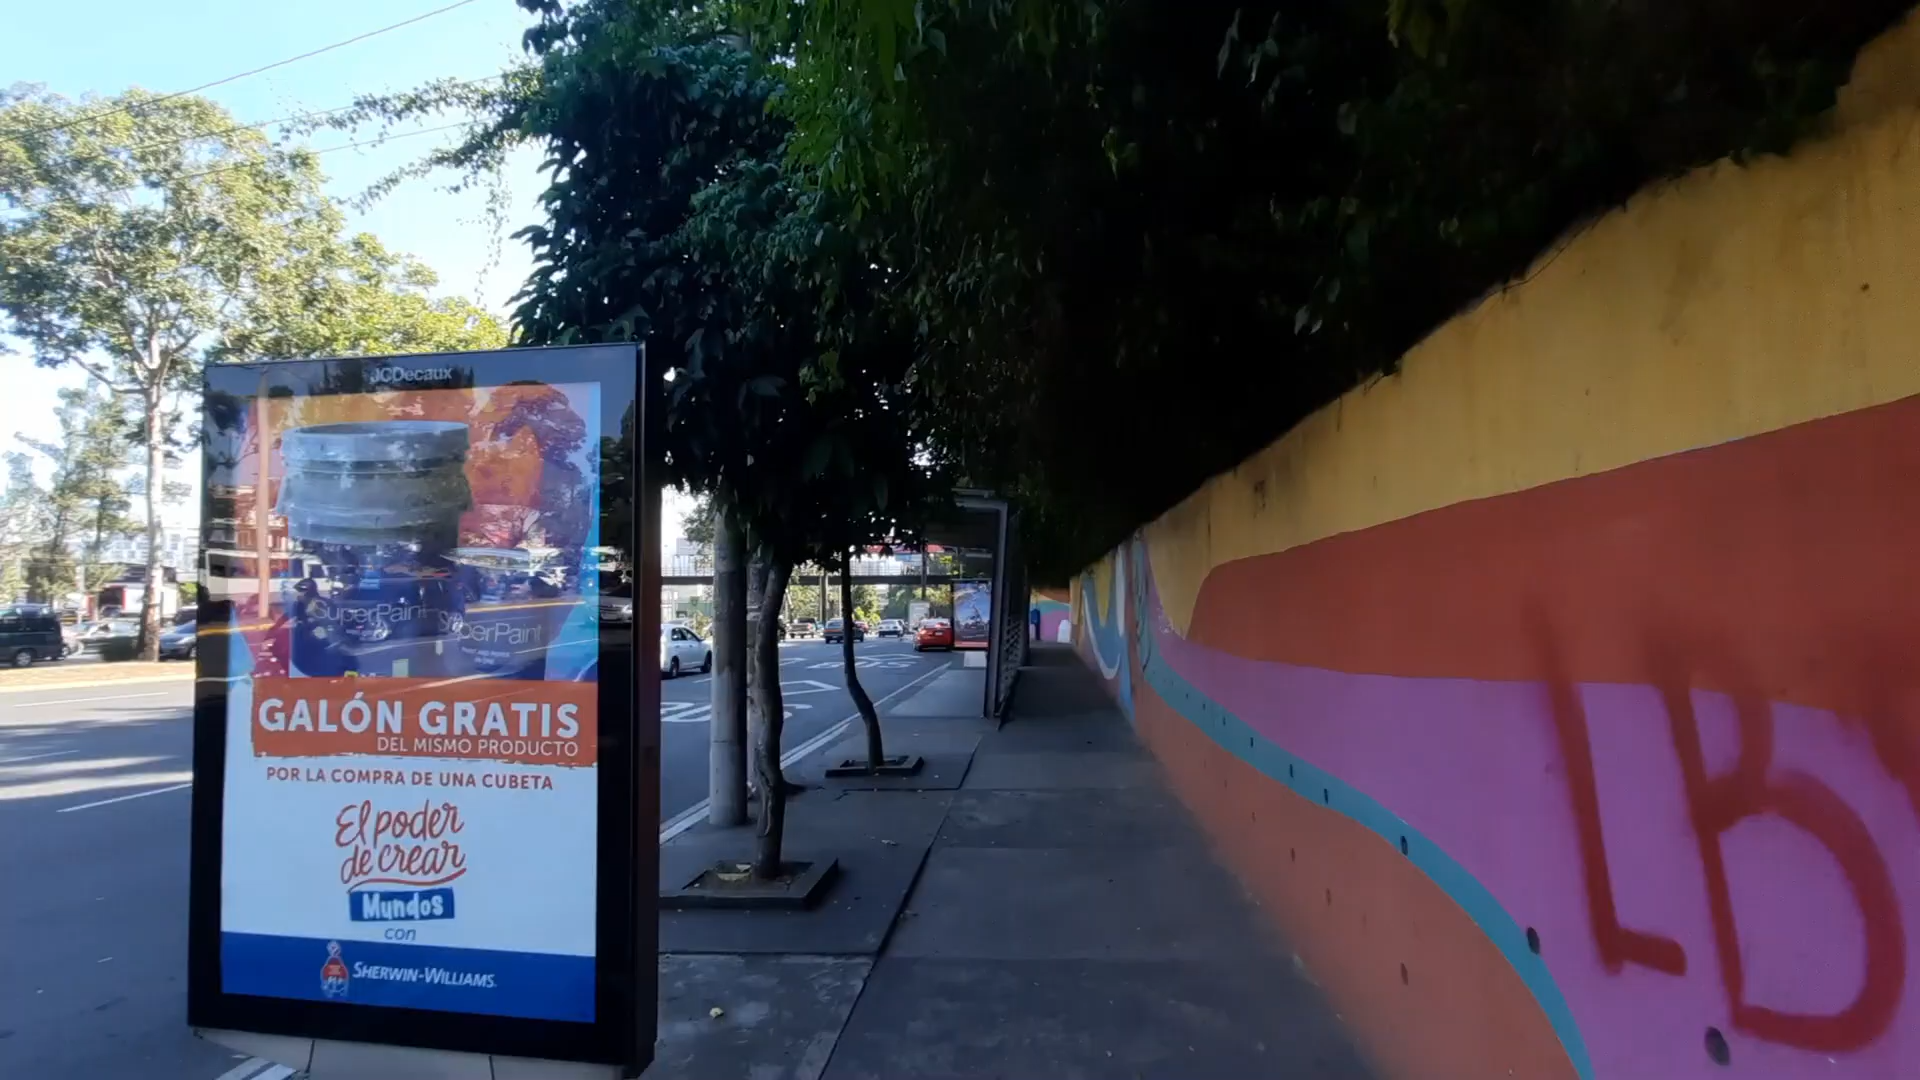 JCDecaux
SuperPaint
SuperPaint
GALÓN GRATIS
DEL MISMO PRODUCTO
POR LA COMPRA DE UNA CUBETA
El poder
de crear
Mundos
con
SHERWIN-WILLIAMS.
BUS
LB